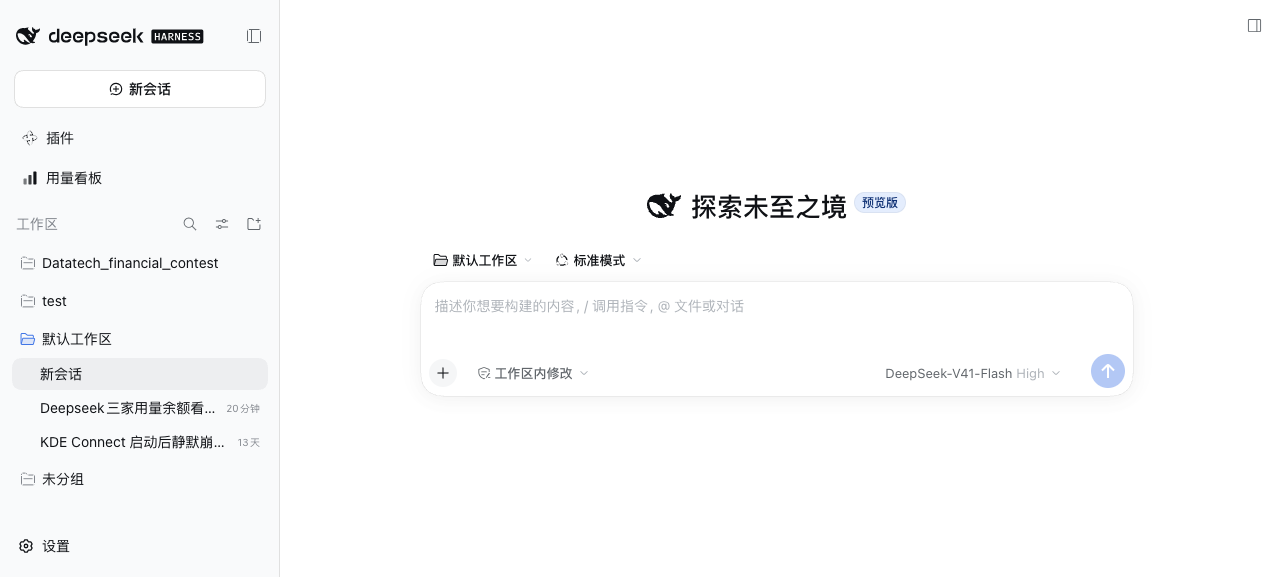 deepseek HARNESS
新会话
插件
用量看板
工作区
Datatech_financial_contest
test
默认工作区
新会话
Deepseek三家用量余额看... 20分钟
KDE Connect 启动后静默崩... 13天
未分组
设置
探索未至之境 预览版
默认工作区 标准模式
描述你想要构建的内容, / 调用指令, @ 文件或对话
工作区内修改 DeepSeek-V41-Flash High